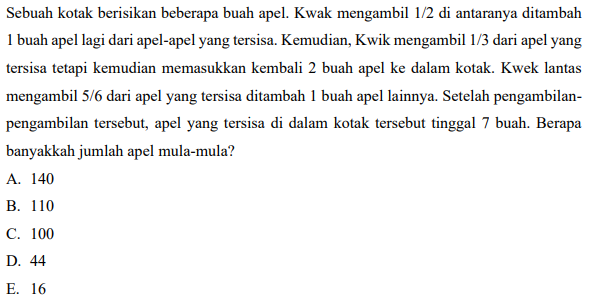 Sebuah kotak berisikan beberapa buah apel. Kwak mengambil 1/2 di antaranya ditambah
1 buah apel lagi dari apel-apel yang tersisa. Kemudian, Kwik mengambil 1/3 dari apel yang
tersisa tetapi kemudian memasukkan kembali 2 buah apel ke dalam kotak. Kwek lantas
mengambil 5/6 dari apel yang tersisa ditambah 1 buah apel lainnya. Setelah pengambilan-
pengambilan tersebut, apel yang tersisa di dalam kotak tersebut tinggal 7 buah. Berapa
banyakkah jumlah apel mula-mula?
A. 140
B. 110
C. 100
D. 44
E. 16